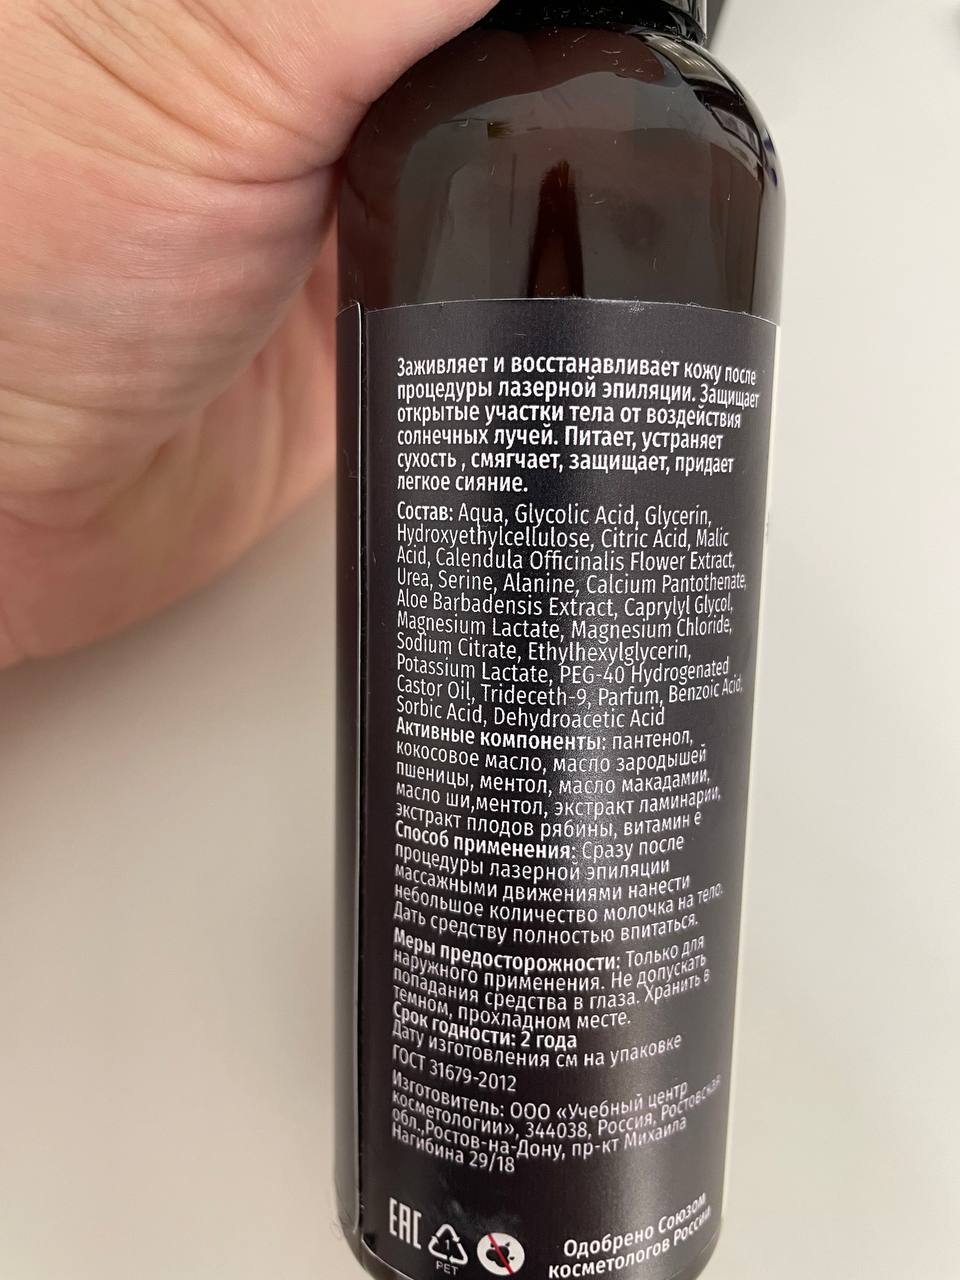 Заживляет и восстанавливает кожу после
процедуры лазерной эпиляции. Защищает
открытые участки тела от воздействия
солнечных лучей. Питает, устраняет
сухость , смягчает, защищает, придает
легкое сияние.
Состав: Aqua, Glycolic Acid, Glycerin,
Hydroxyethylcellulose, Citric Acid, Malic
Acid, Calendula Officinalis Flower Extract,
Urea, Serine, Alanine, Calcium Pantothenate,
Aloe Barbadensis Extract, Caprylyl Glycol,
Magnesium Lactate, Magnesium Chloride,
Sodium Citrate, Ethylhexylglycerin,
Potassium Lactate, PEG-40 Hydrogenated
Castor Oil, Trideceth-9, Parfum, Benzoic Acid,
Sorbic Acid, Dehydroacetic Acid
Активные компоненты: пантенол,
кокосовое масло, масло зародышей
пшеницы, ментол, масло макадамии,
масло ши,ментол, экстракт ламинарии,
экстракт плодов рябины, витамин е
Способ применения: Сразу после
процедуры лазерной эпиляции
массажными движениями нанести
небольшое количество молочка на тело.
Дать средству полностью впитаться.
Меры предосторожности: Только для
наружного применения. Не допускать
попадания средства в глаза. Хранить в
темном, прохладном месте.
Срок годности: 2 года
Дату изготовления см на упаковке
ГОСТ 31679-2012
Изготовитель: ООО «Учебный центр
косметологии», 344038, Россия, Ростовская
обл.,Ростов-на-Дону, пр-кт Михаила
Нагибина 29/18
EAC
1
PET
Одобрено Союзом
косметологов России